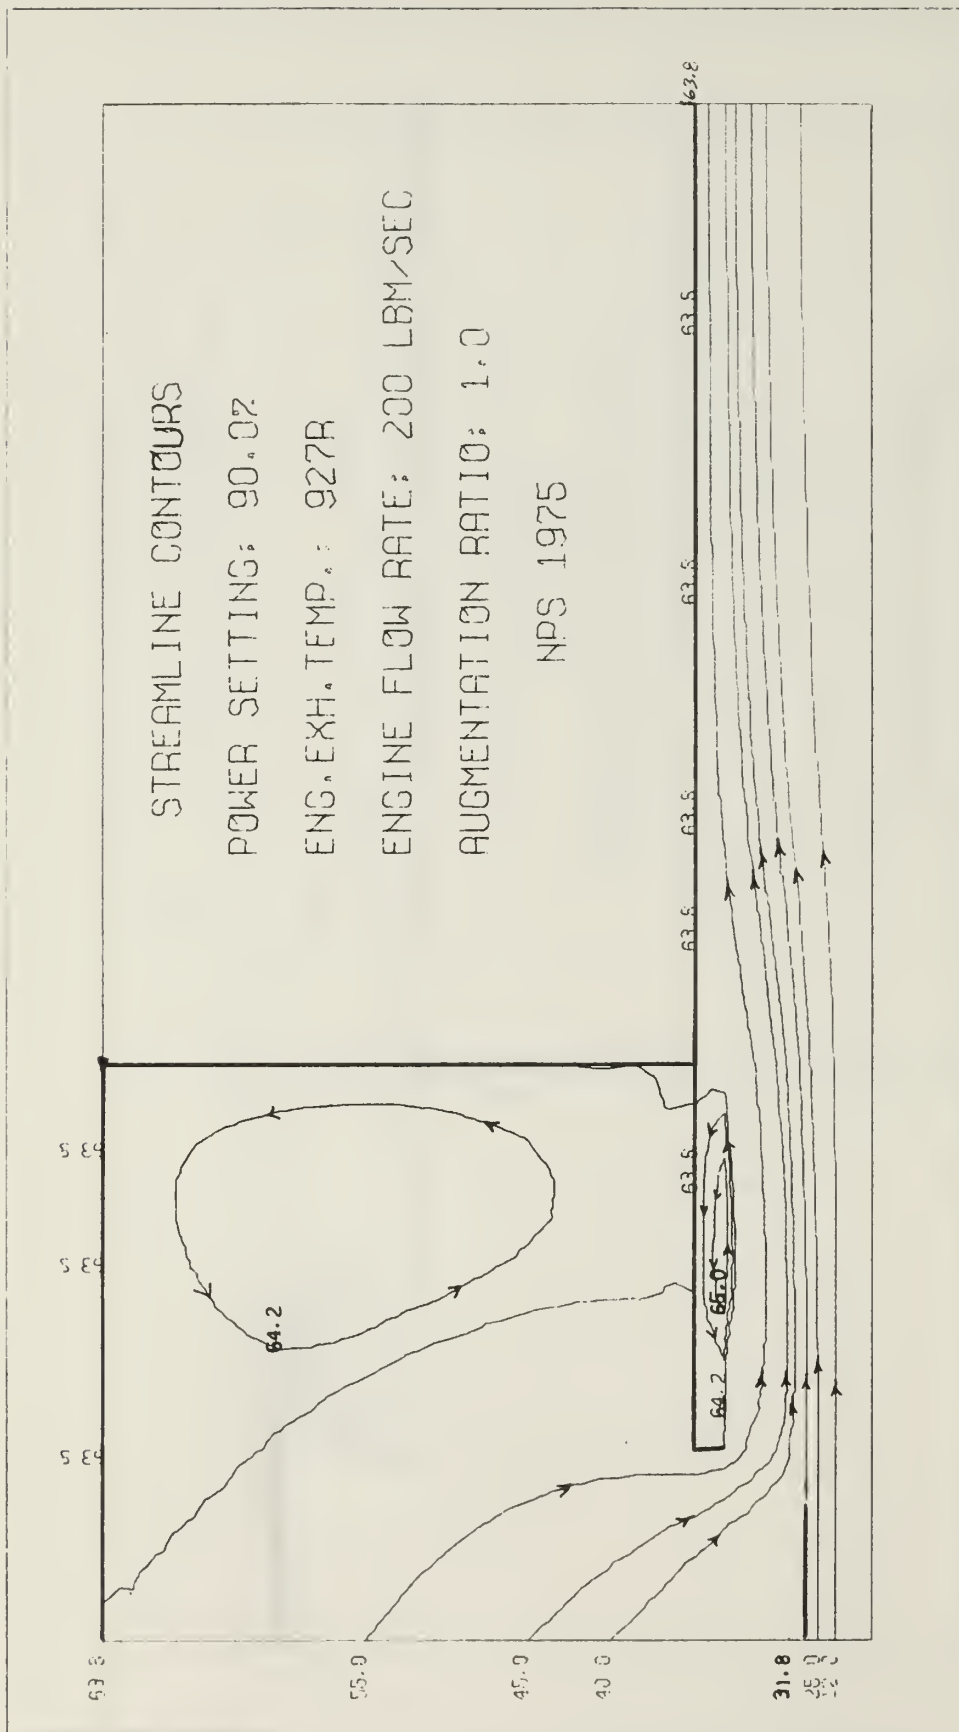 STREAMLINE CONTOURS
POWER SETTING: 90.0%
ENG.EXH.TEMP.: 927R
ENGINE FLOW RATE: 200 LBM/SEC
AUGMENTATION RATIO: 1.0
NPS 1975
63.8
63.5
63.5
63.5
63.5
63.5
64.2
65.0
64.2
55.0
45.0
40.0
31.8